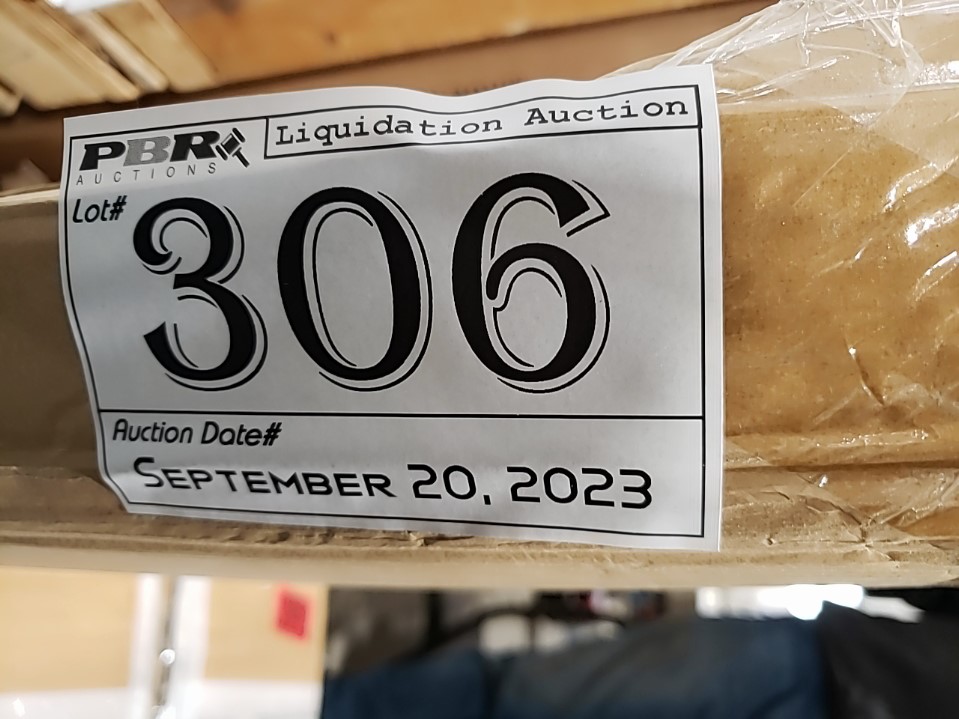 PBR
AUCTIONS
Liquidation Auction
Lot#
306
Auction Date#
SEPTEMBER 20, 2023